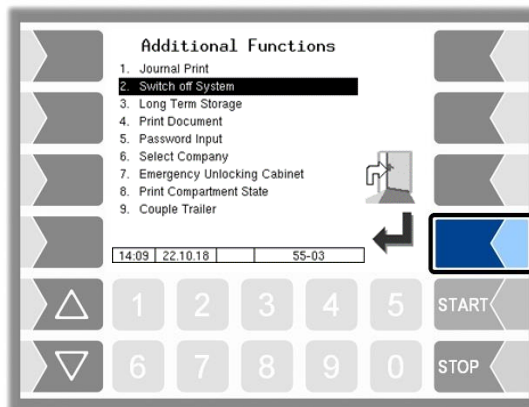 Additional Functions
1. Journal Print
2. Switch off System
3. Long Term Storage
4. Print Document
5. Password Input
6. Select Company
7. Emergency Unlocking Cabinet
8. Print Compartment State
9. Couple Trailer
14:09 22.10.18 55-03
1 2 3 4 5 START
6 7 8 9 0 STOP